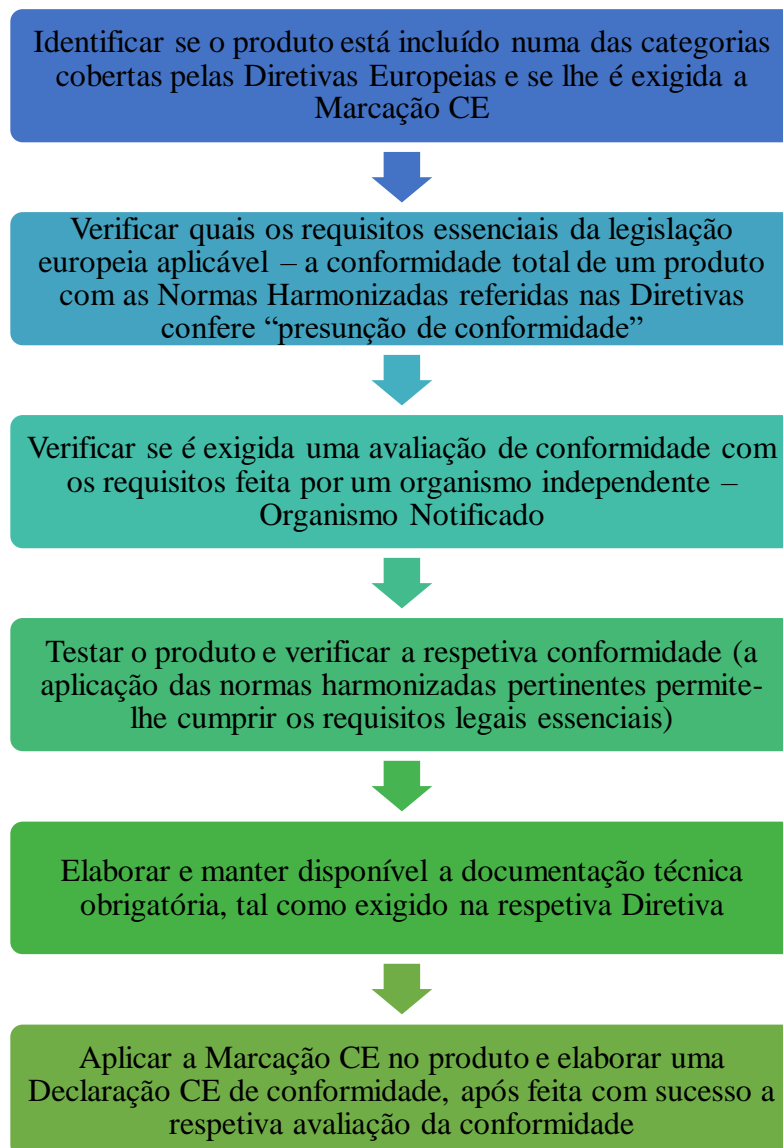 Identificar se o produto está incluído numa das categorias
cobertas pelas Diretivas Europeias e se lhe é exigida a
Marcação CE
Verificar quais os requisitos essenciais da legislação
europeia aplicável – a conformidade total de um produto
com as Normas Harmonizadas referidas nas Diretivas
confere “presunção de conformidade”
Verificar se é exigida uma avaliação de conformidade com
os requisitos feita por um organismo independente –
Organismo Notificado
Testar o produto e verificar a respetiva conformidade (a
aplicação das normas harmonizadas pertinentes permite-
lhe cumprir os requisitos legais essenciais)
Elaborar e manter disponível a documentação técnica
obrigatória, tal como exigido na respetiva Diretiva
Aplicar a Marcação CE no produto e elaborar uma
Declaração CE de conformidade, após feita com sucesso a
respetiva avaliação da conformidade